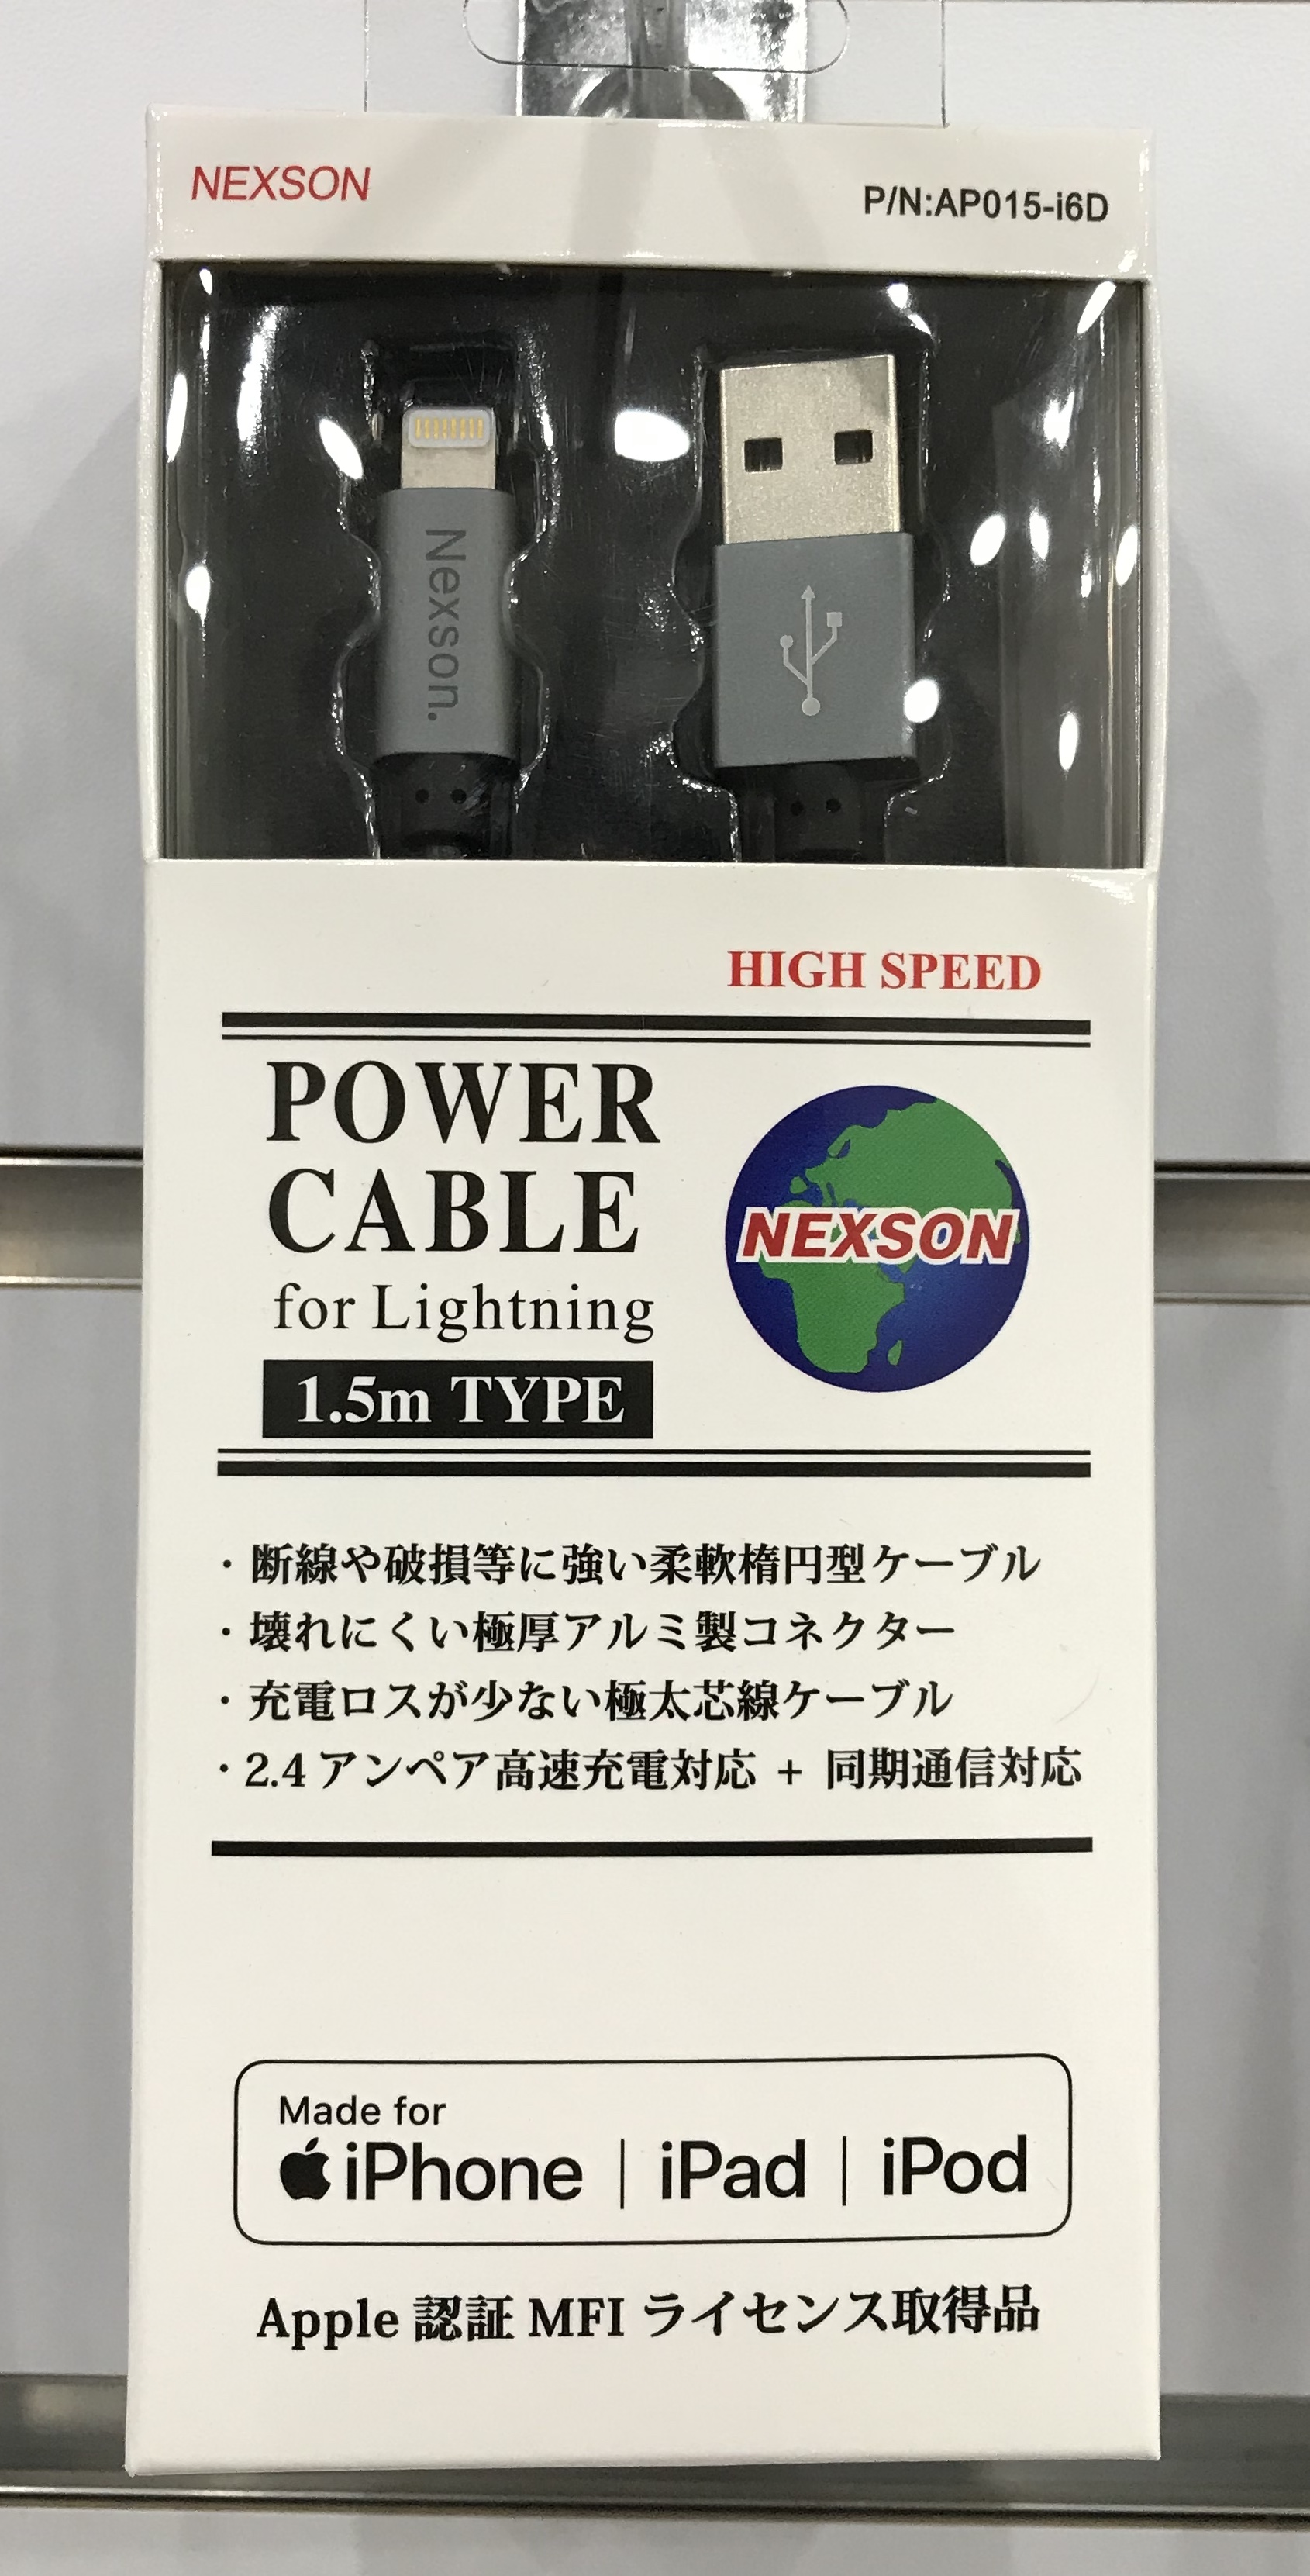 NEXSON
P/N:AP015-i6D
Nexson.
HIGH SPEED
POWER
CABLE
for Lightning
1.5m TYPE
NEXSON
・断線や破損等に強い柔軟楕円型ケーブル
・壊れにくい極厚アルミ製コネクター
・充電ロスが少ない極太芯線ケーブル
・2.4アンペア高速充電対応 + 同期通信対応
Made for
iPhone | iPad | iPod
Apple 認証 MFI ライセンス取得品